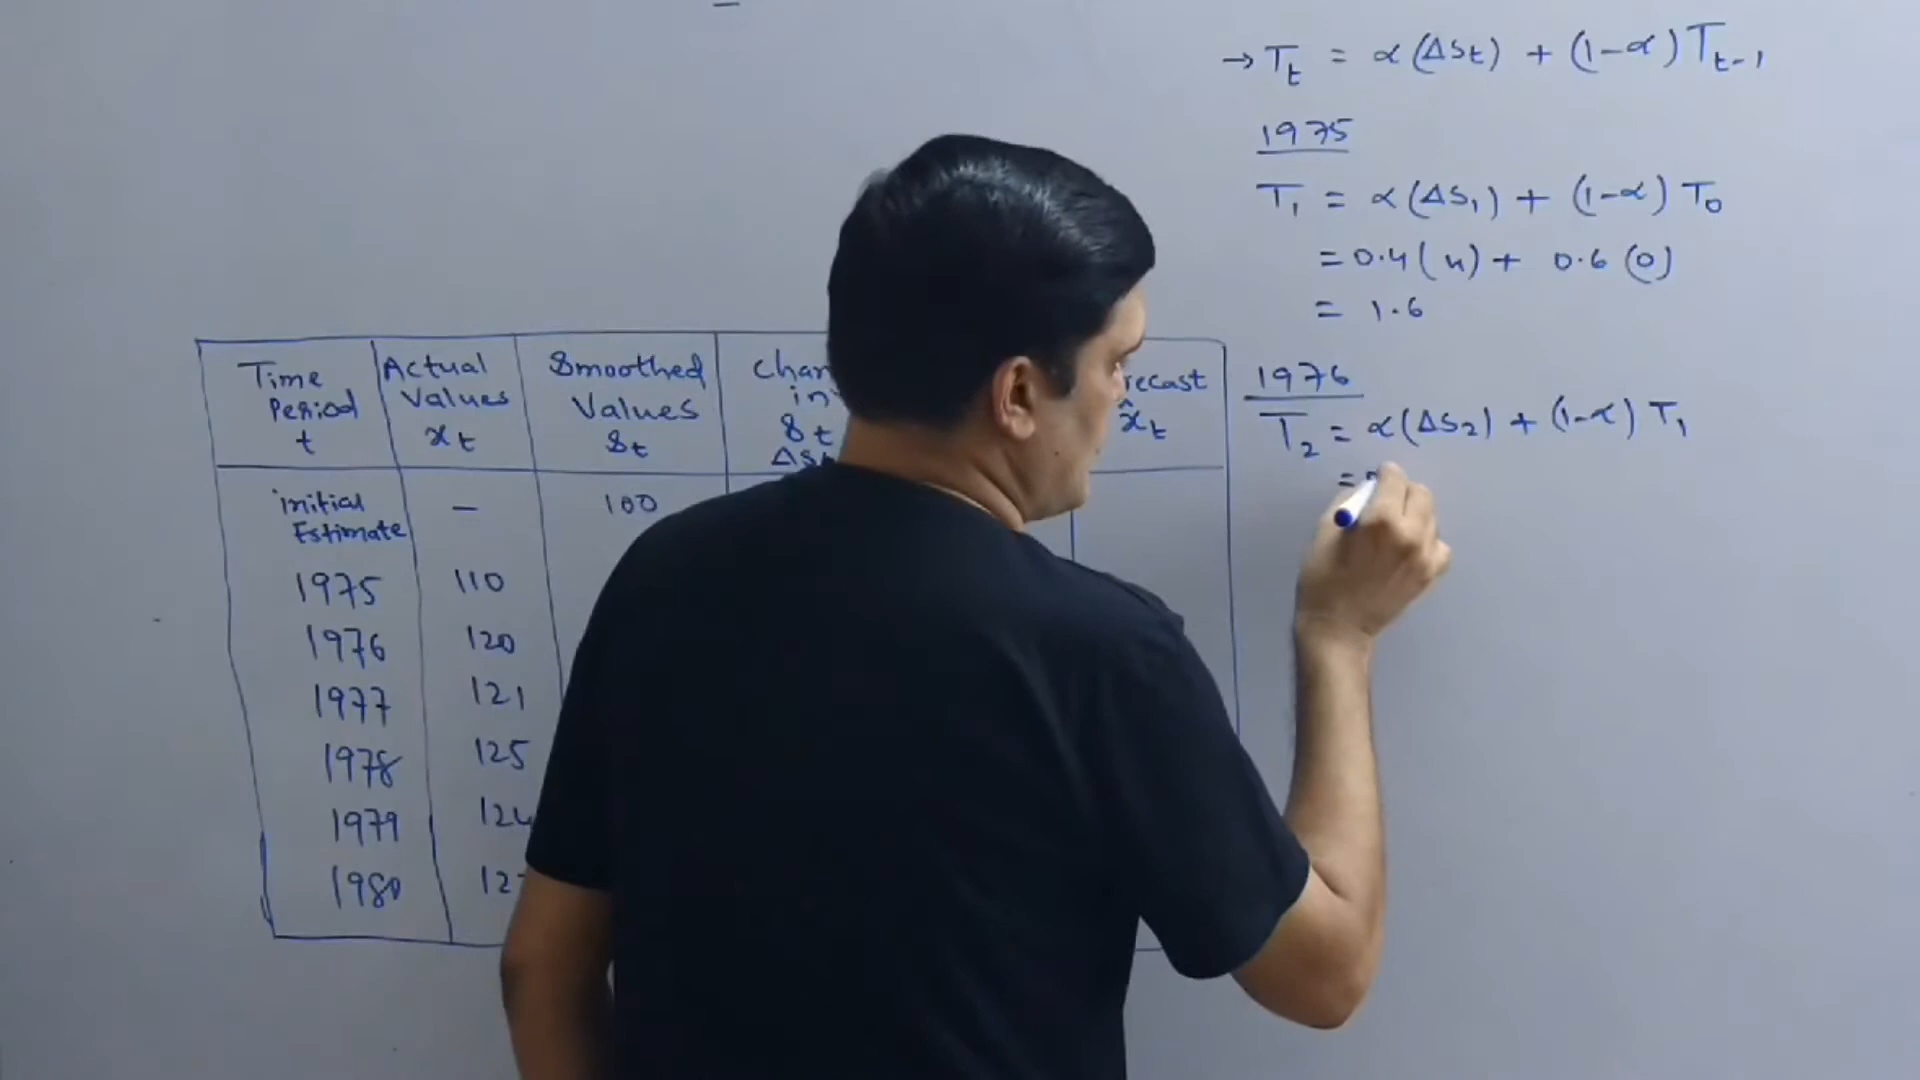 → Tₜ = α(ΔSt) + (1-α) Tₜ₋₁
1975
T₁ = α(ΔS₁) + (1-α) T₀
= 0.4(4) + 0.6(0)
= 1.6
1976
T₂ = α(ΔS₂) + (1-α) T₁
=
Time Period t
Actual Values xₜ
Smoothed Values Sₜ
in Sₜ
x̂ₜ
Initial Estimate — 100
1975 110
1976 120
1977 121
1978 125
1979
1980